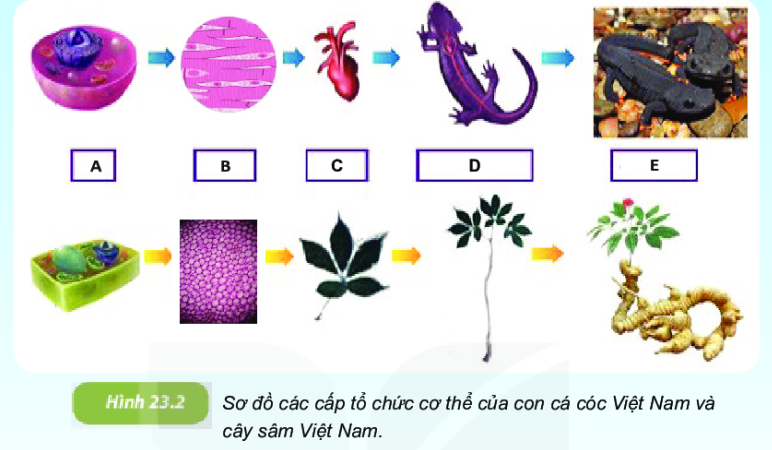 A B C D E
Hình 23.2
Sơ đồ các cấp tổ chức cơ thể của con cá cóc Việt Nam và
cây sâm Việt Nam.